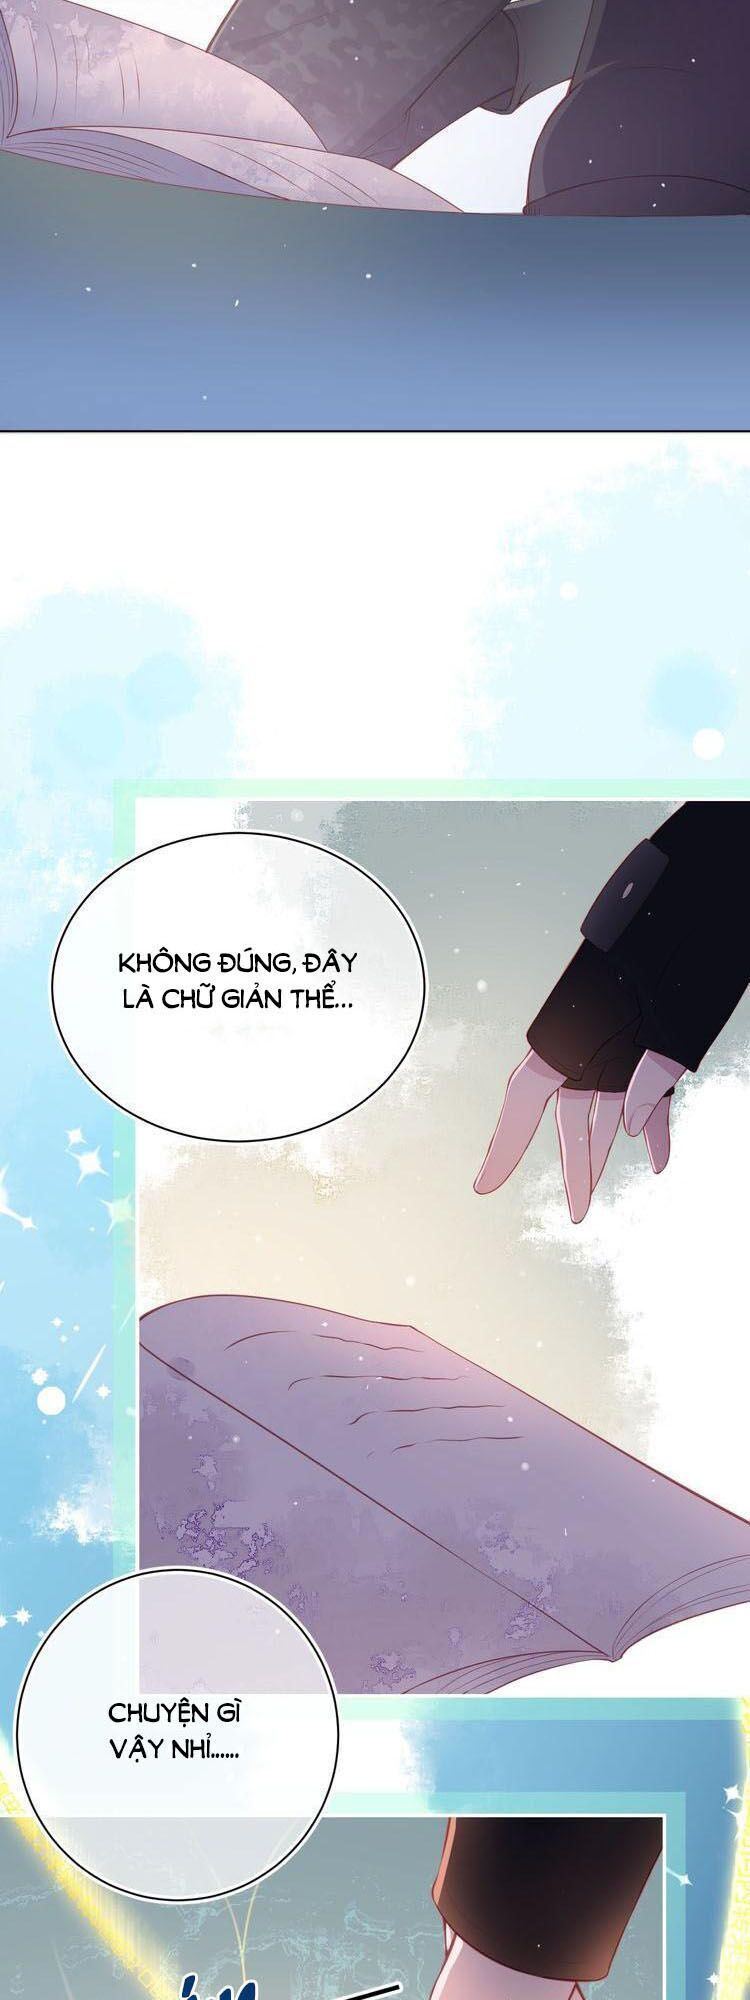 KHÔNG ĐÚNG, ĐÂY
LÀ CHỮ GIẢN THỂ...
CHUYỆN GÌ
VẬY NHỈ......